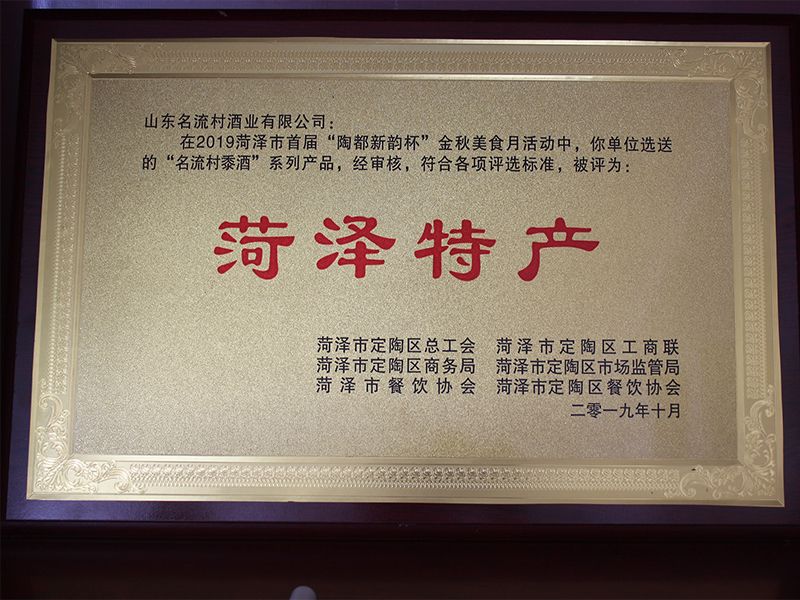 山东名流村酒业有限公司:
在2019菏泽市首届“陶都新韵杯”金秋美食月活动中,你单位选送
的“名流村黍酒”系列产品,经审核,符合各项评选标准,被评为:
菏泽特产
菏泽市定陶区总工会 菏泽市定陶区工商联
菏泽市定陶区商务局 菏泽市定陶区市场监管局
菏泽市餐饮协会 菏泽市定陶区餐饮协会
二零一九年十月